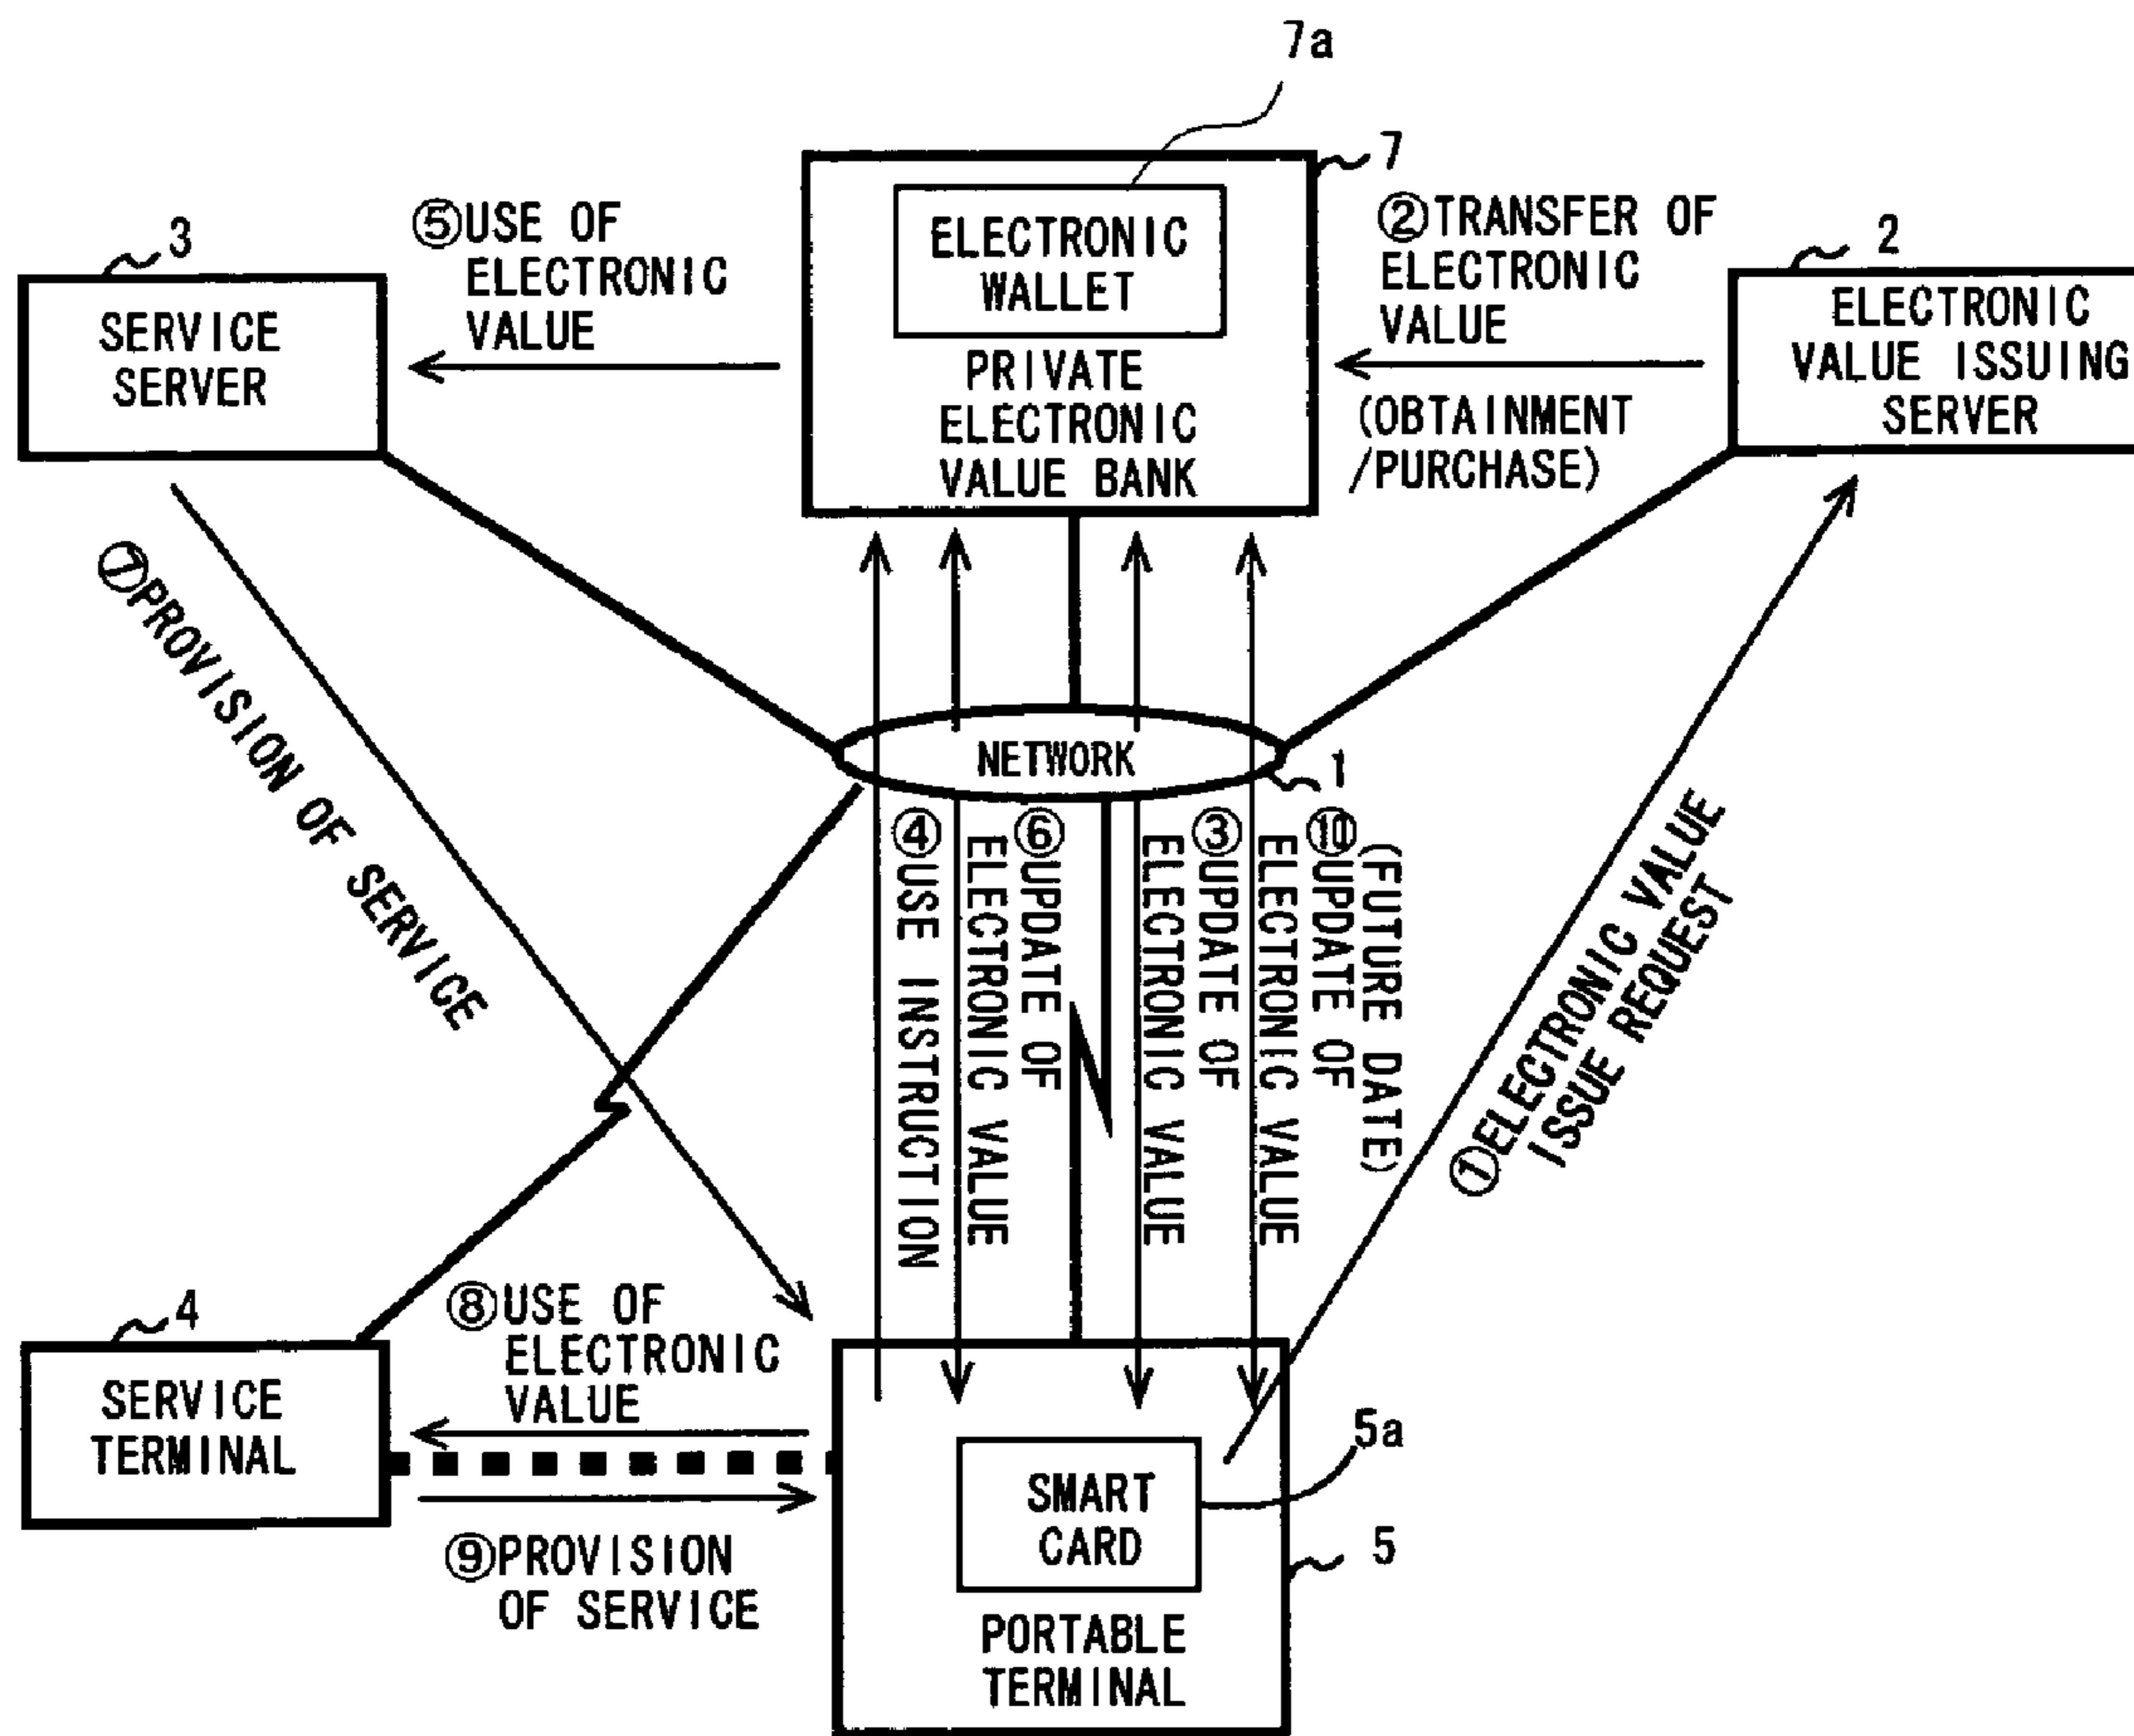 7a
7
ELECTRONIC
WALLET
PRIVATE
ELECTRONIC
VALUE BANK
②TRANSFER OF
ELECTRONIC
VALUE
(OBTAINMENT
/PURCHASE)
2
ELECTRONIC
VALUE ISSUING
SERVER
3
SERVICE
SERVER
⑤USE OF
ELECTRONIC
VALUE
⑦PROVISION OF SERVICE
NETWORK
1
④USE INSTRUCTION
⑥UPDATE OF
ELECTRONIC VALUE
③UPDATE OF
ELECTRONIC VALUE
(FUTURE DATE)
⑩UPDATE OF
ELECTRONIC VALUE
①ELECTRONIC VALUE
ISSUE REQUEST
4
SERVICE
TERMINAL
⑧USE OF
ELECTRONIC
VALUE
⑨PROVISION
OF SERVICE
SMART
CARD
5a
5
PORTABLE
TERMINAL